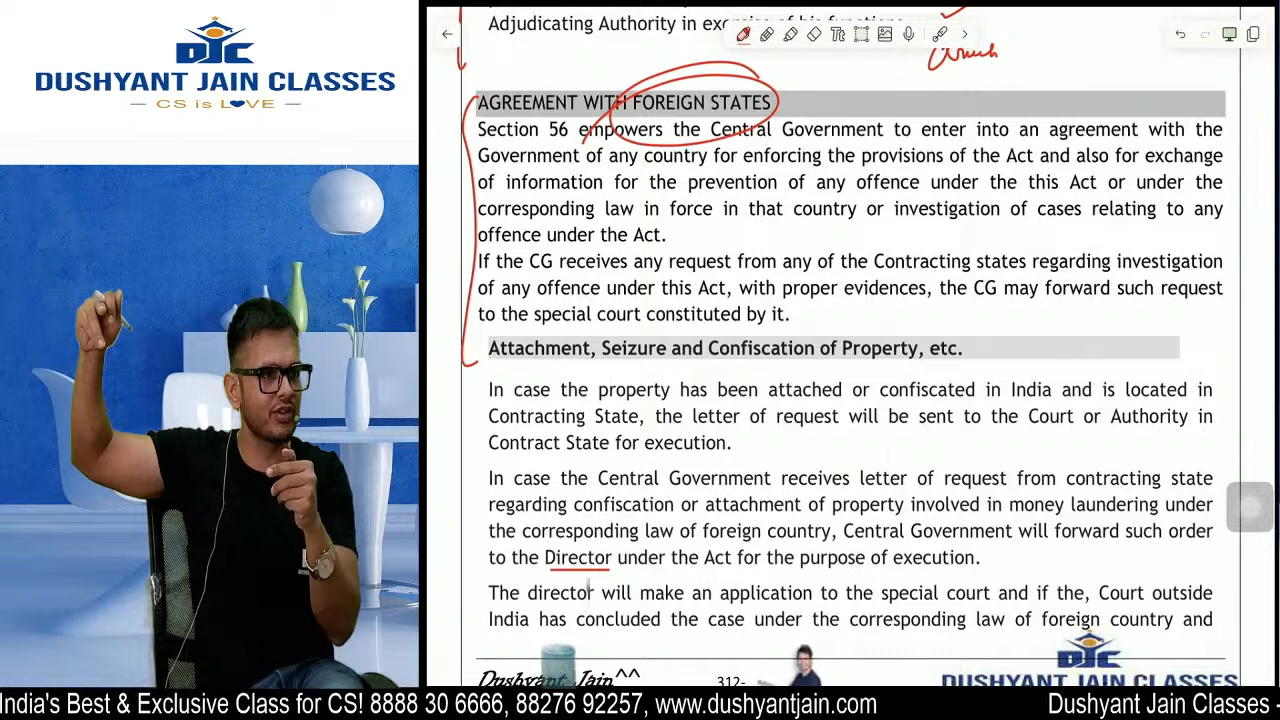 DJC
DUSHYANT JAIN CLASSES
CS is L VE
Adjudicating Authority in exercise of his functions.
AGREEMENT WITH FOREIGN STATES
Section 56 empowers the Central Government to enter into an agreement with the
Government of any country for enforcing the provisions of the Act and also for exchange
of information for the prevention of any offence under the this Act or under the
corresponding law in force in that country or investigation of cases relating to any
offence under the Act.
If the CG receives any request from any of the Contracting states regarding investigation
of any offence under this Act, with proper evidences, the CG may forward such request
to the special court constituted by it.
Attachment, Seizure and Confiscation of Property, etc.
In case the property has been attached or confiscated in India and is located in
Contracting State, the letter of request will be sent to the Court or Authority in
Contract State for execution.
In case the Central Government receives letter of request from contracting state
regarding confiscation or attachment of property involved in money laundering under
the corresponding law of foreign country, Central Government will forward such order
to the Director under the Act for the purpose of execution.
The director will make an application to the special court and if the, Court outside
India has concluded the case under the corresponding law of foreign country and
Dushyant Jain^^
312-
DJC
DUSHYANT JAIN CLASSES
India's Best & Exclusive Class for CS! 8888 30 6666, 88276 92257, www.dushyantjain.com
Dushyant Jain Classes -